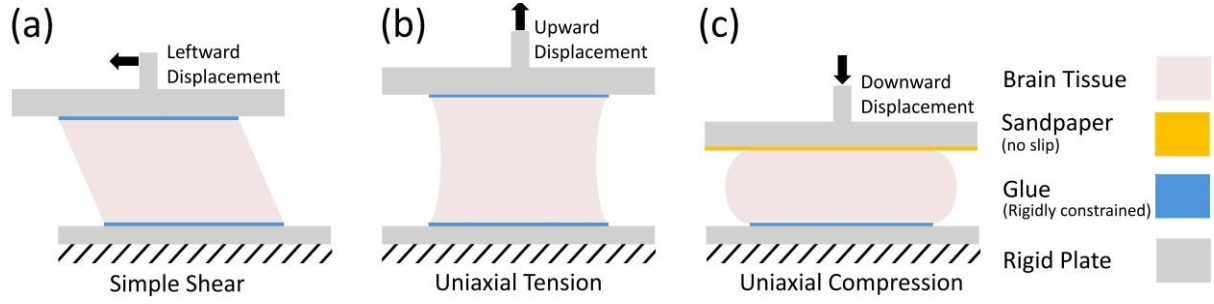 (a)
Leftward
Displacement
Simple Shear
(b)
Upward
Displacement
Uniaxial Tension
(c)
Downward
Displacement
Uniaxial Compression
Brain Tissue
Sandpaper
(no slip)
Glue
(Rigidly constrained)
Rigid Plate